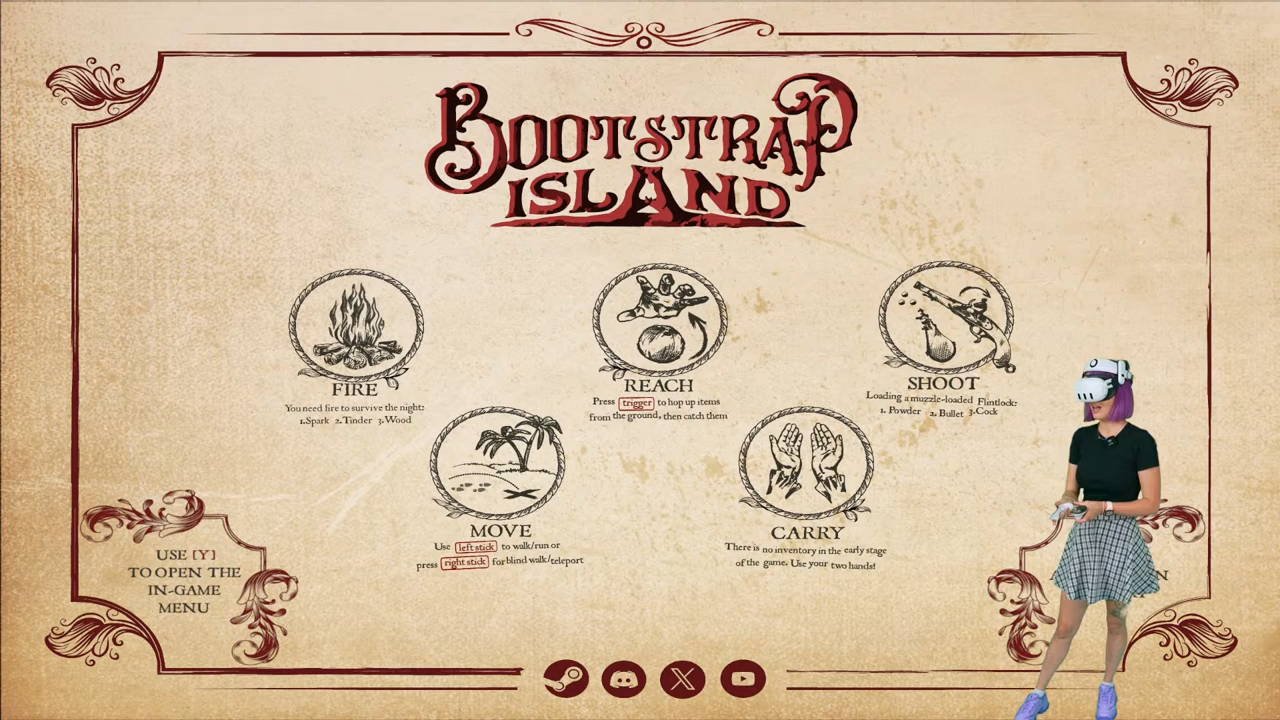 BOOTSTRAP
ISLAND
FIRE
You need fire to survive the night:
1.Spark 2.Tinder 3.Wood
REACH
Press trigger to hop up items
from the ground, then catch them
SHOOT
Loading a muzzle-loaded Flintlock:
1. Powder 2. Bullet 3.Cock
MOVE
Use left stick to walk/run or
press right stick for blind walk/teleport
CARRY
There is no inventory in the early stage
of the game. Use your two hands!
USE [Y]
TO OPEN THE
IN-GAME
MENU